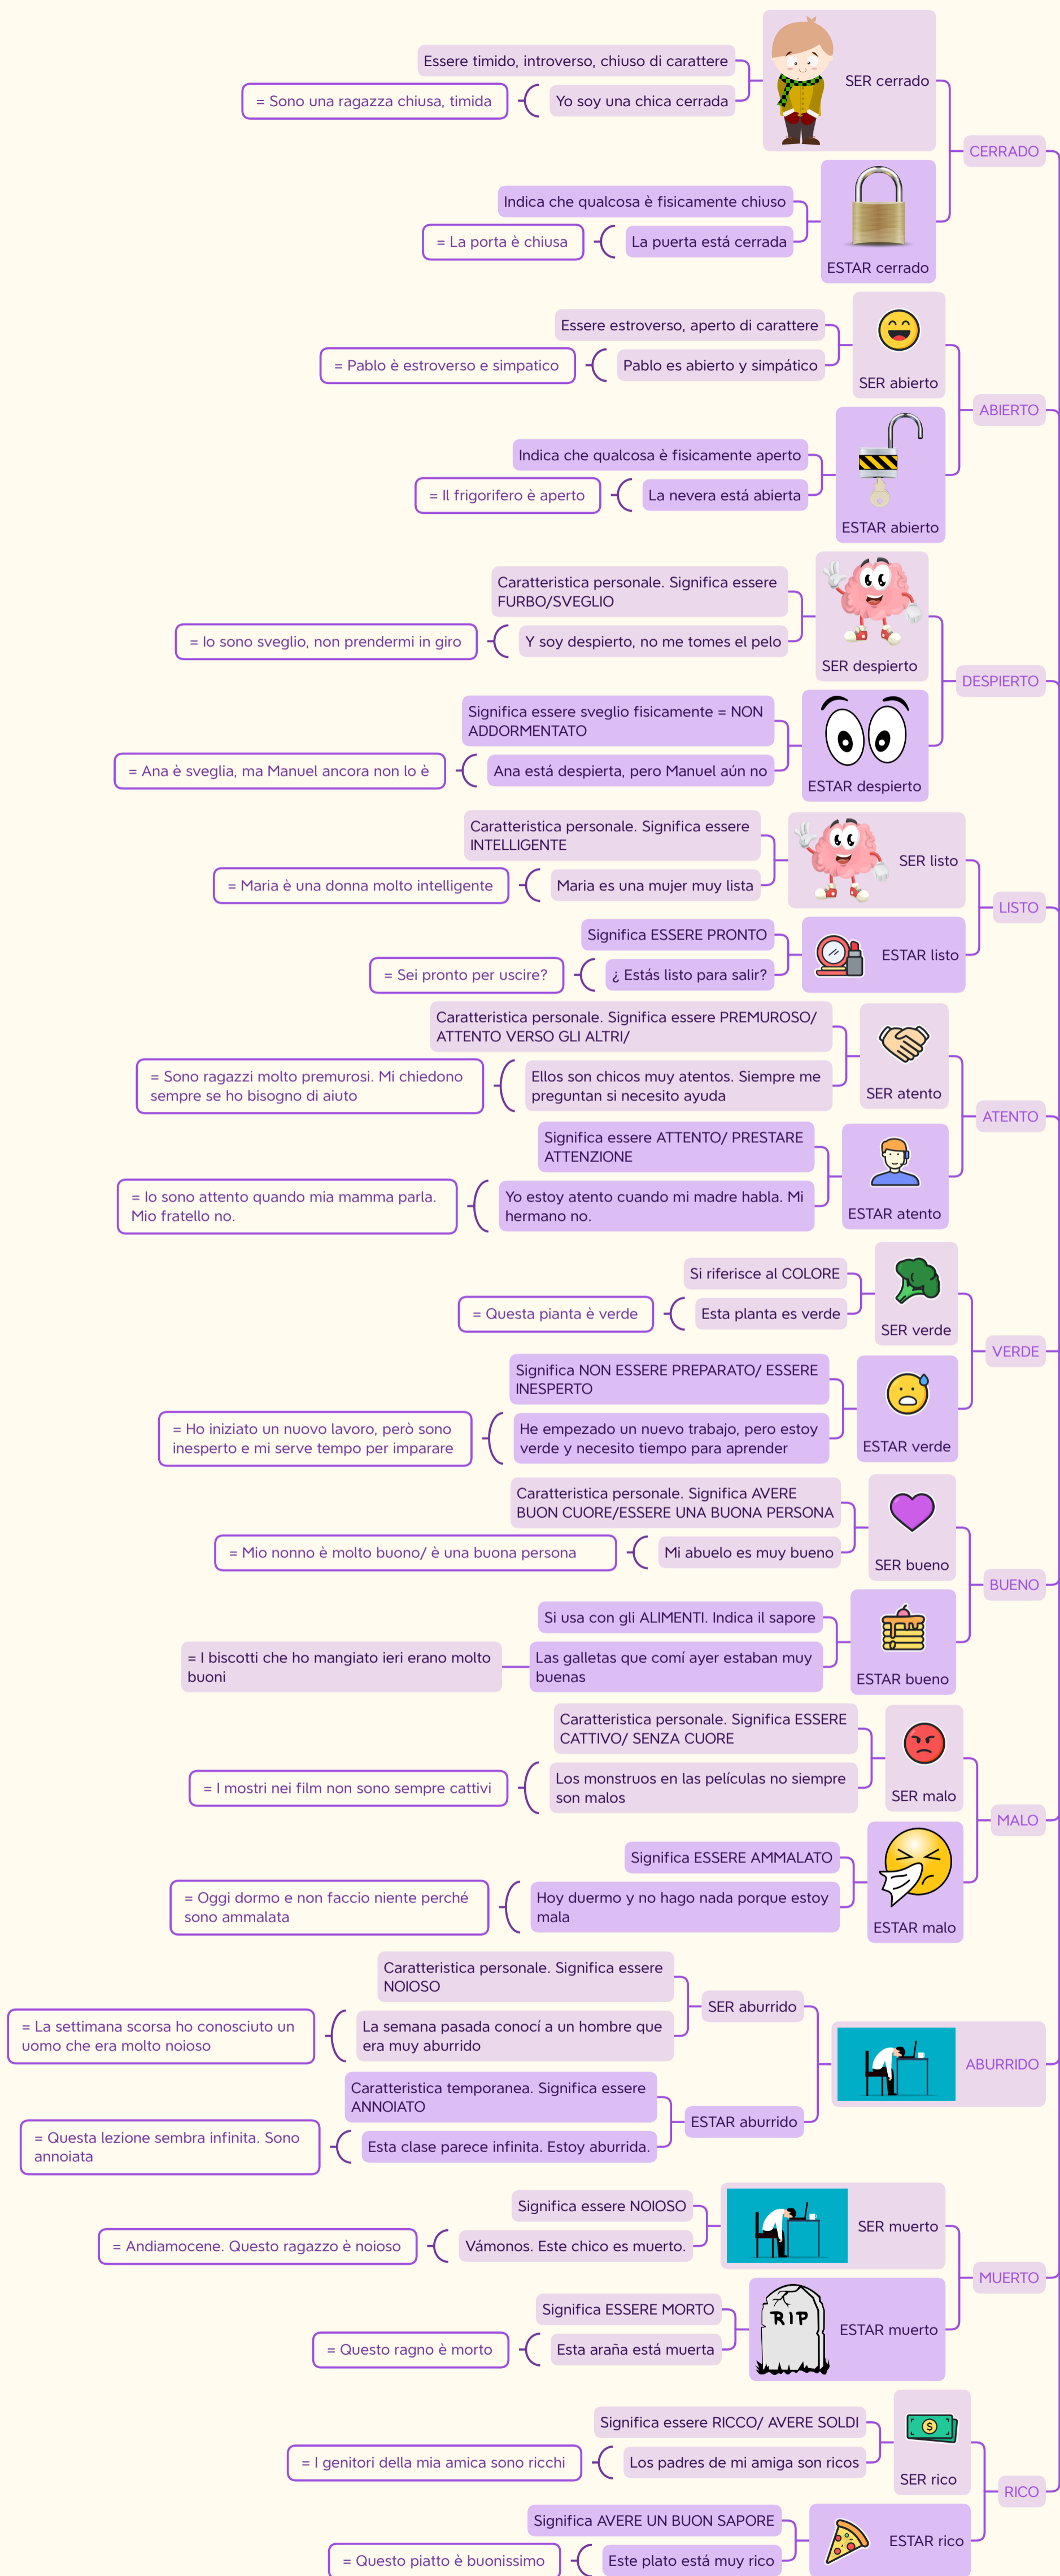 CERRADO
SER cerrado
Essere timido, introverso, chiuso di carattere
Yo soy una chica cerrada
= Sono una ragazza chiusa, timida
ESTAR cerrado
Indica che qualcosa è fisicamente chiuso
La puerta está cerrada
= La porta è chiusa
ABIERTO
SER abierto
Essere estroverso, aperto di carattere
Pablo es abierto y simpático
= Pablo è estroverso e simpatico
ESTAR abierto
Indica che qualcosa è fisicamente aperto
La nevera está abierta
= Il frigorifero è aperto
DESPIERTO
SER despierto
Caratteristica personale. Significa essere
FURBO/SVEGLIO
Y soy despierto, no me tomes el pelo
= Io sono sveglio, non prendermi in giro
ESTAR despierto
Significa essere sveglio fisicamente = NON
ADDORMENTATO
Ana está despierta, pero Manuel aún no
= Ana è sveglia, ma Manuel ancora non lo è
LISTO
SER listo
Caratteristica personale. Significa essere
INTELLIGENTE
Maria es una mujer muy lista
= Maria è una donna molto intelligente
ESTAR listo
Significa ESSERE PRONTO
¿ Estás listo para salir?
= Sei pronto per uscire?
ATENTO
SER atento
Caratteristica personale. Significa essere PREMUROSO/
ATTENTO VERSO GLI ALTRI/
Ellos son chicos muy atentos. Siempre me
preguntan si necesito ayuda
= Sono ragazzi molto premurosi. Mi chiedono
sempre se ho bisogno di aiuto
ESTAR atento
Significa essere ATTENTO/ PRESTARE
ATTENZIONE
Yo estoy atento cuando mi madre habla. Mi
hermano no.
= Io sono attento quando mia mamma parla.
Mio fratello no.
VERDE
SER verde
Si riferisce al COLORE
Esta planta es verde
= Questa pianta è verde
ESTAR verde
Significa NON ESSERE PREPARATO/ ESSERE
INESPERTO
He empezado un nuevo trabajo, pero estoy
verde y necesito tiempo para aprender
= Ho iniziato un nuovo lavoro, però sono
inesperto e mi serve tempo per imparare
BUENO
SER bueno
Caratteristica personale. Significa AVERE
BUON CUORE/ESSERE UNA BUONA PERSONA
Mi abuelo es muy bueno
= Mio nonno è molto buono/ è una buona persona
ESTAR bueno
Si usa con gli ALIMENTI. Indica il sapore
Las galletas que comí ayer estaban muy
buenas
= I biscotti che ho mangiato ieri erano molto
buoni
MALO
SER malo
Caratteristica personale. Significa ESSERE
CATTIVO/ SENZA CUORE
Los monstruos en las películas no siempre
son malos
= I mostri nei film non sono sempre cattivi
ESTAR malo
Significa ESSERE AMMALATO
Hoy duermo y no hago nada porque estoy
mala
= Oggi dormo e non faccio niente perché
sono ammalata
ABURRIDO
SER aburrido
Caratteristica personale. Significa essere
NOIOSO
La semana pasada conocí a un hombre que
era muy aburrido
= La settimana scorsa ho conosciuto un
uomo che era molto noioso
ESTAR aburrido
Caratteristica temporanea. Significa essere
ANNOIATO
Esta clase parece infinita. Estoy aburrida.
= Questa lezione sembra infinita. Sono
annoiata
MUERTO
SER muerto
Significa essere NOIOSO
Vámonos. Este chico es muerto.
= Andiamocene. Questo ragazzo è noioso
RIP
ESTAR muerto
Significa ESSERE MORTO
Esta araña está muerta
= Questo ragno è morto
RICO
SER rico
Significa essere RICCO/ AVERE SOLDI
Los padres de mi amiga son ricos
= I genitori della mia amica sono ricchi
ESTAR rico
Significa AVERE UN BUON SAPORE
Este plato está muy rico
= Questo piatto è buonissimo